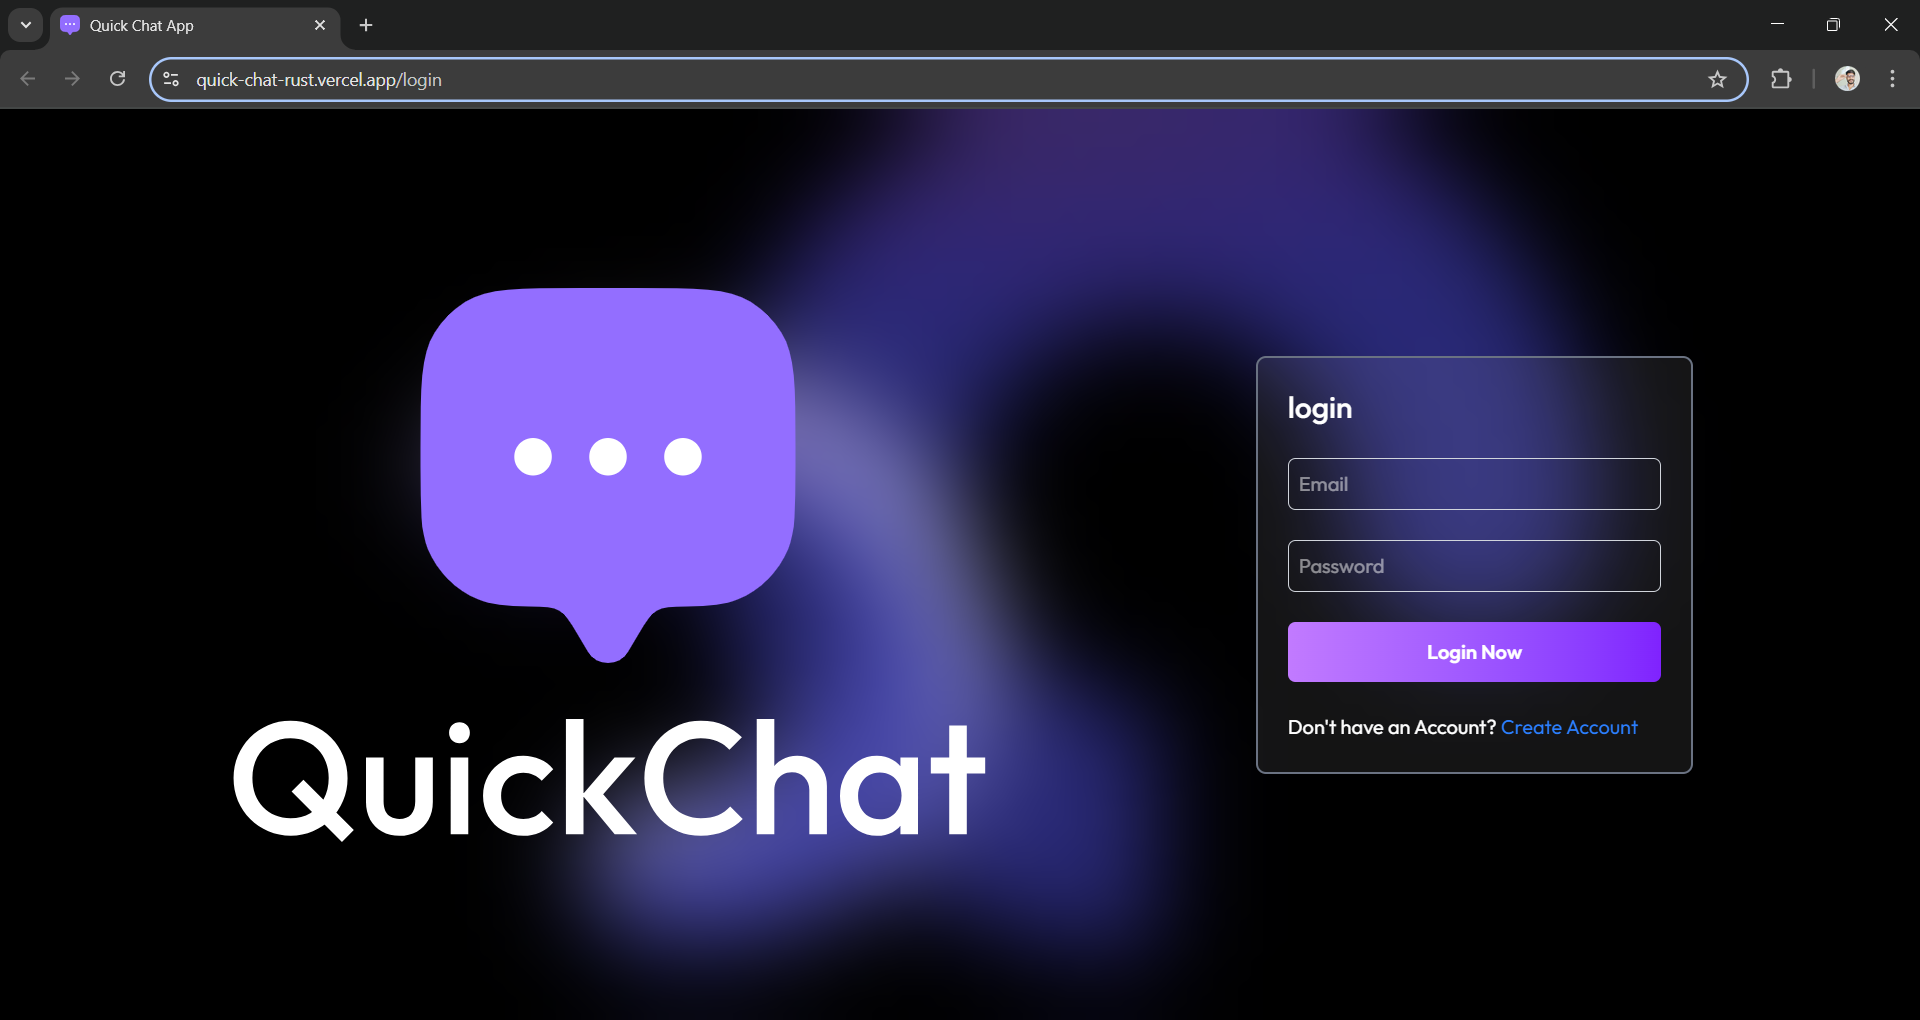 Quick Chat App
quick-chat-rust.vercel.app/login
QuickChat
login
Email
Password
Login Now
Don't have an Account? Create Account